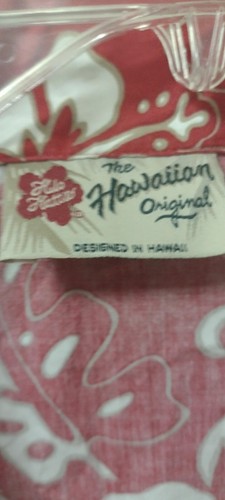 Hilo
Hattie
The
Hawaiian
Original
DESIGNED IN HAWAII